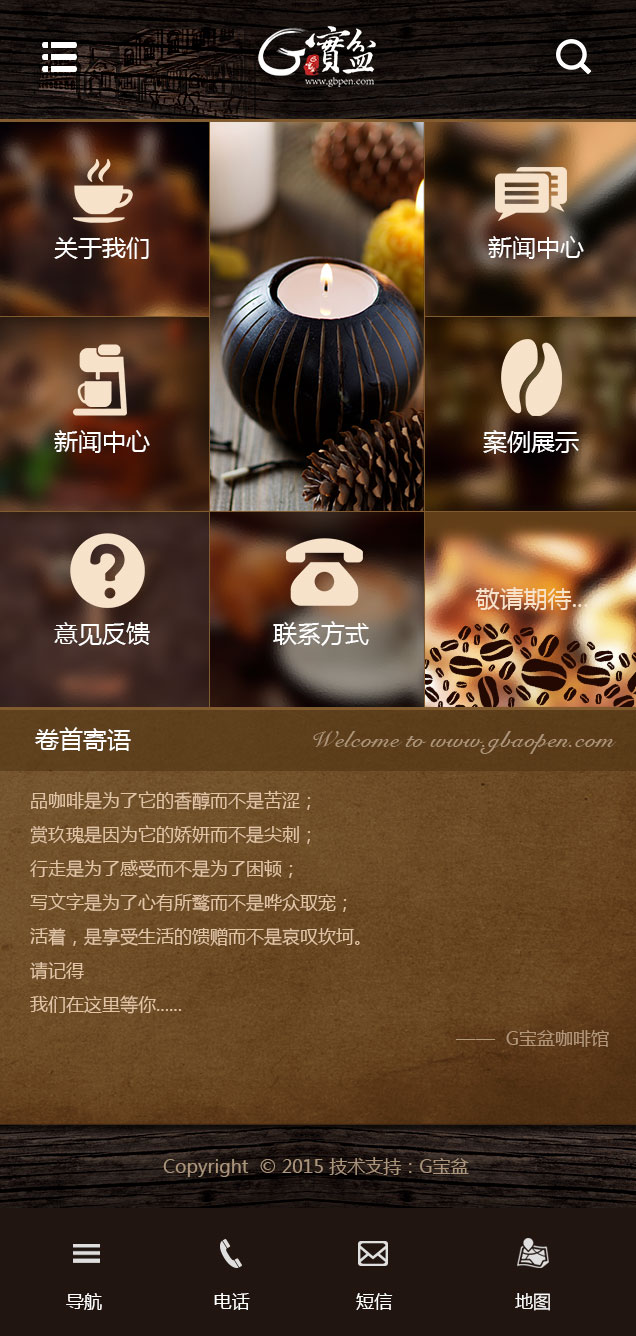 G寶盆
www.gbpen.com
关于我们
新闻中心
新闻中心
案例展示
意见反馈
联系方式
敬请期待...
卷首寄语
Welcome to www.gbaopen.com
品咖啡是为了它的香醇而不是苦涩；
赏玫瑰是因为它的娇妍而不是尖刺；
行走是为了感受而不是为了困顿；
写文字是为了心有所鹜而不是哗众取宠；
活着，是享受生活的馈赠而不是哀叹坎坷。
请记得
我们在这里等你......
—— G宝盆咖啡馆
Copyright © 2015 技术支持：G宝盆
导航
电话
短信
地图